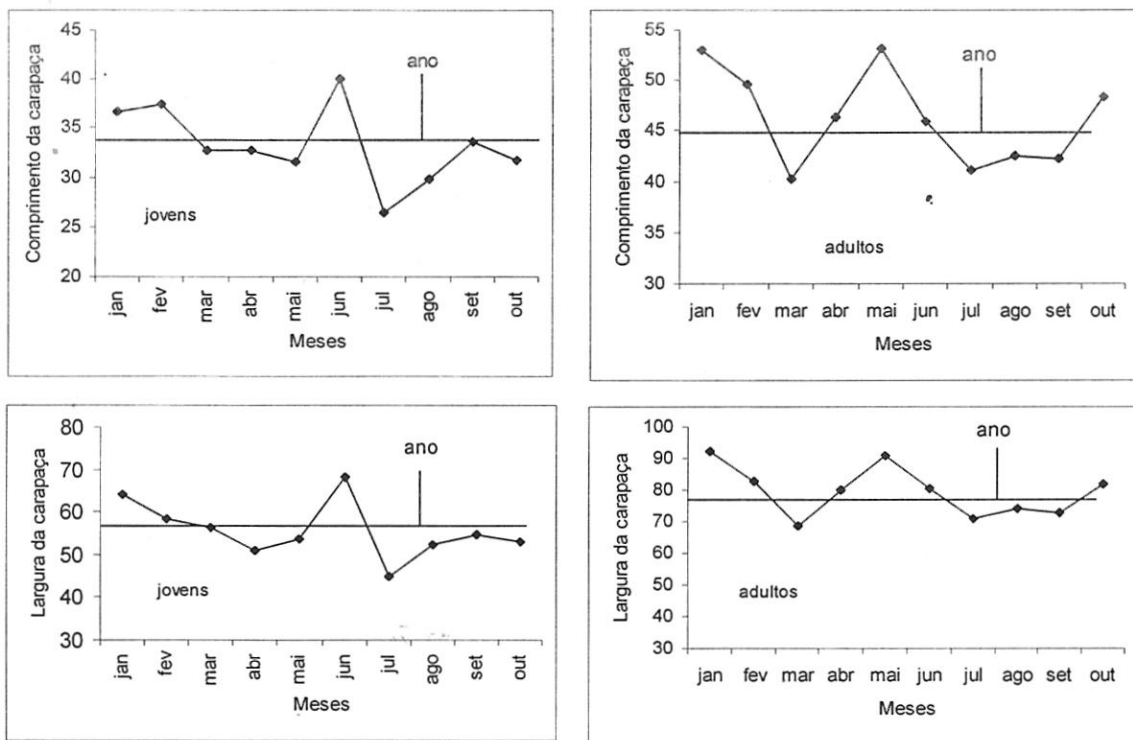 Comprimento da carapaça
45
40
35
30
25
20
ano
jovens
jan
fev
mar
abr
mai
jun
jul
ago
set
out
Meses
Comprimento da carapaça
55
50
45
40
35
30
ano
adultos
jan fev mar abr mai jun jul ago set out
Meses
Largura da carapaça
80
70
60
50
40
30
ano
jovens
jan
fev
mar
abr
mai
jun
jul
ago
set
out
Meses
Largura da carapaça
100
90
80
70
60
50
40
30
ano
adultos
jan fev mar abr mai jun jul ago set out
Meses